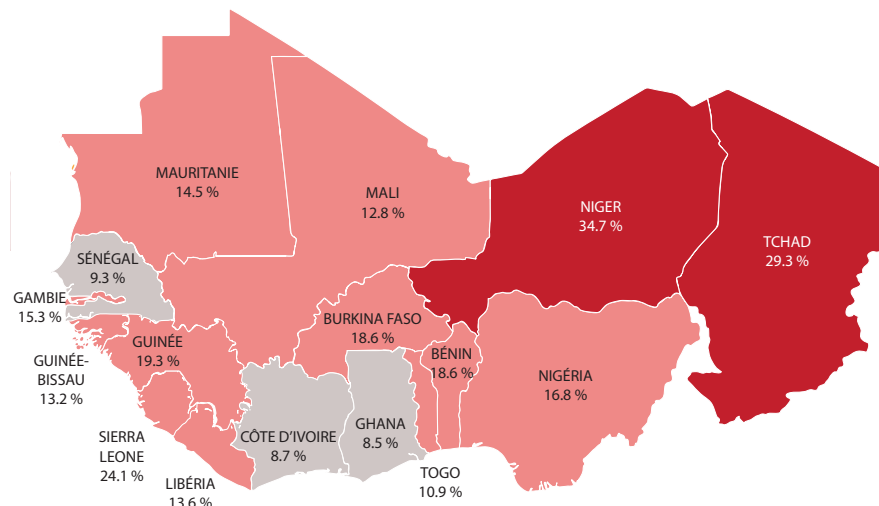 MAURITANIE
14.5 %
MALI
12.8 %
NIGER
34.7 %
TCHAD
29.3 %
SÉNÉGAL
9.3 %
GAMBIE
15.3 %
GUINÉE-
BISSAU
13.2 %
GUINÉE
19.3 %
BURKINA FASO
18.6 %
BÉNIN
18.6 %
NIGÉRIA
16.8 %
SIERRA
LEONE
24.1 %
LIBÉRIA
13.6 %
CÔTE D'IVOIRE
8.7 %
GHANA
8.5 %
TOGO
10.9 %